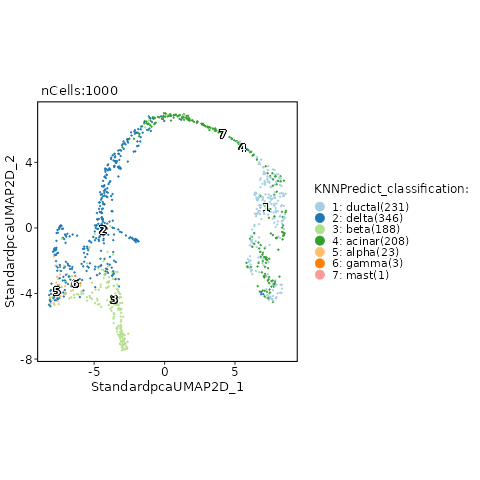 nCells:1000
7
4
4
KNNPredict_classification:
1
1: ductal(231)
0
2
2: delta(346)
3: beta(188)
4: acinar(208)
5: alpha(23)
6: gamma(3)
7: mast(1)
-4
5
6
3
-8
-5
0
5
StandardpcaUMAP2D_1
StandardpcaUMAP2D_2